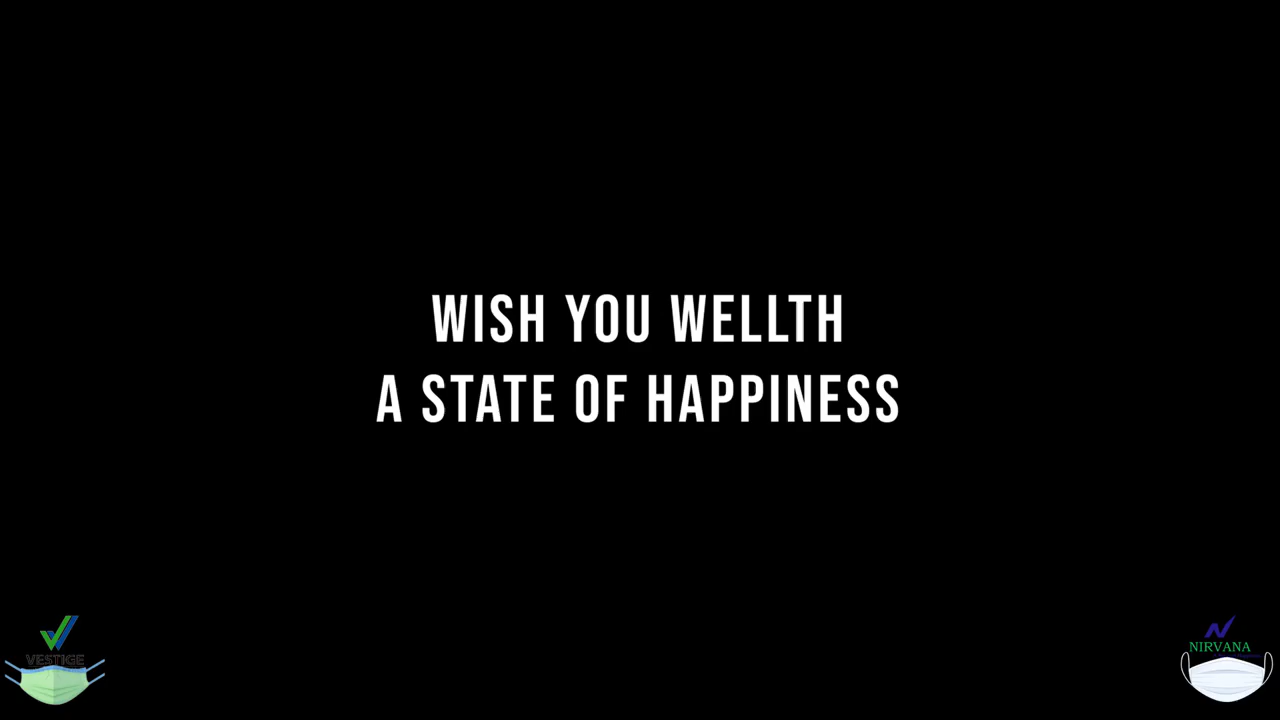 WISH YOU WELLTH
A STATE OF HAPPINESS
VESTIGE
NIRVANA